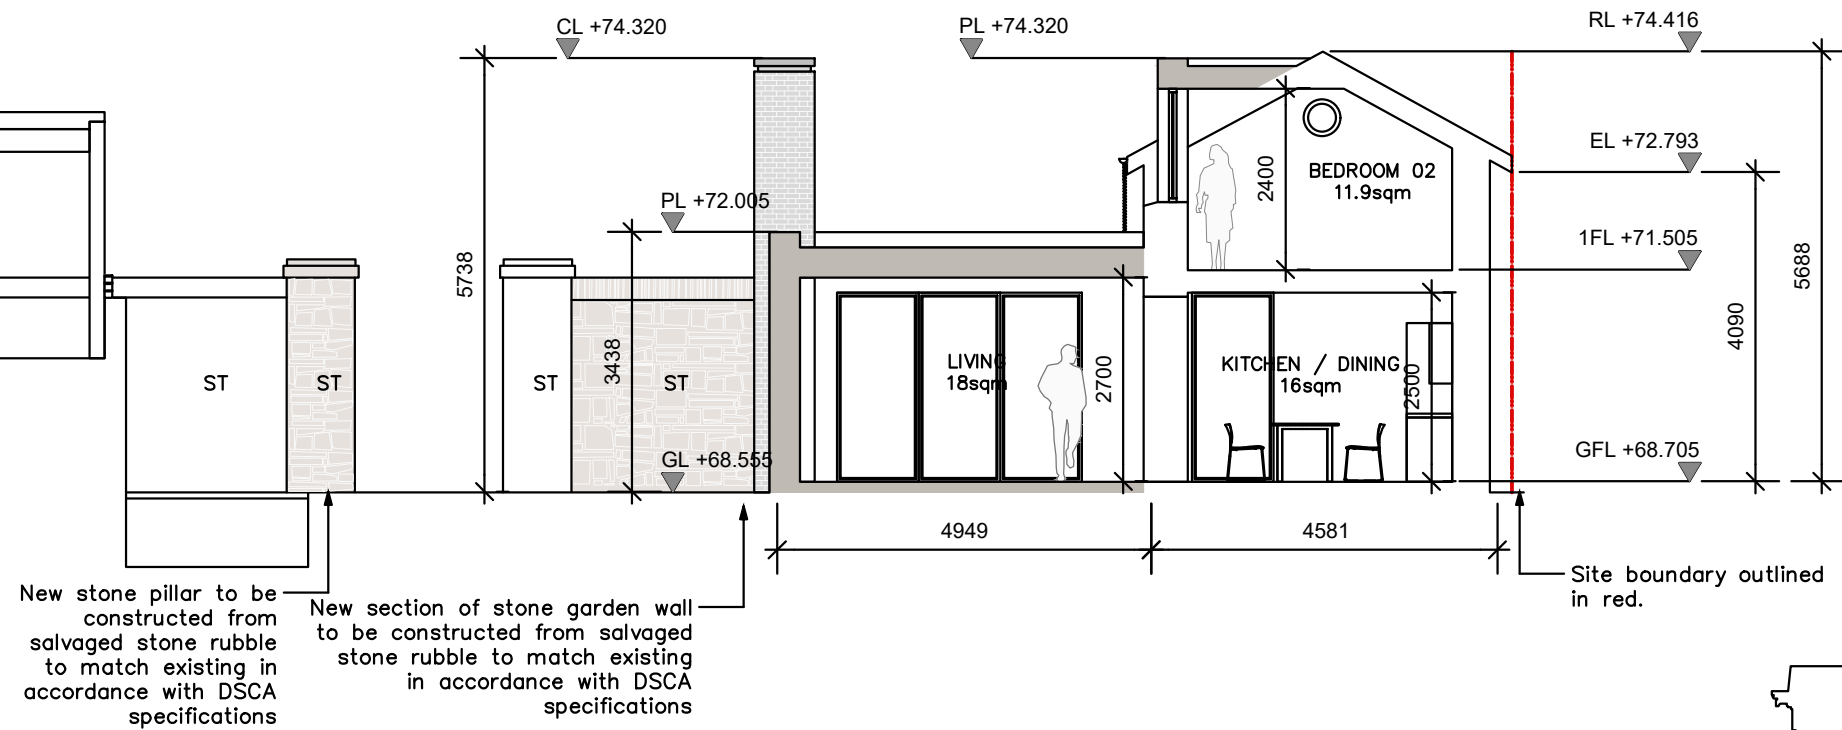 CL +74.320
PL +74.320
RL +74.416
EL +72.793
BEDROOM 02
11.9sqm
2400
PL +72.005
1FL +71.505
5738
5688
4090
3438
ST
ST
ST
ST
LIVING
18sqm
2700
KITCHEN / DINING
16sqm
2500
GL +68.555
GFL +68.705
4949
4581
New stone pillar to be
constructed from
salvaged stone rubble
to match existing in
accordance with DSCA
specifications
New section of stone garden wall
to be constructed from salvaged
stone rubble to match existing
in accordance with DSCA
specifications
Site boundary outlined
in red.